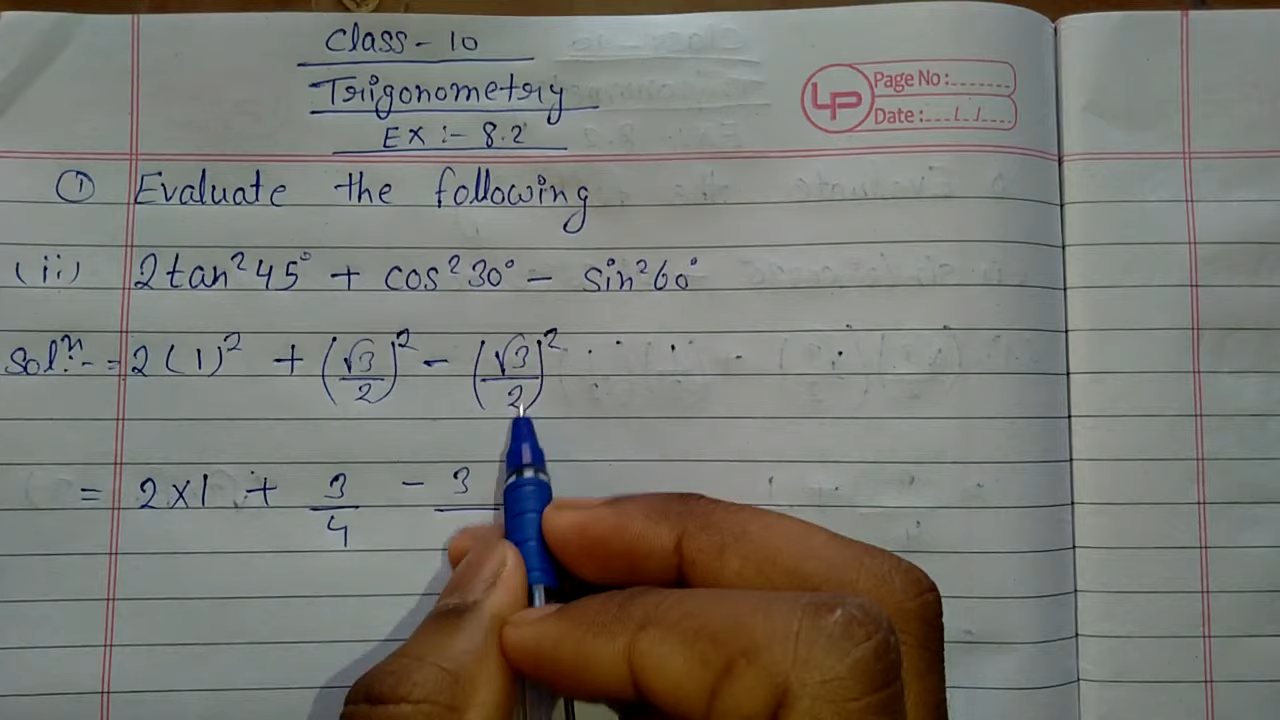 Class - 10
Trigonometry
Ex :- 8.2
LP
Page No :.......
Date : .../../....
① Evaluate the following
(ii) 2tan²45° + cos²30° - sin²60°
Solⁿ:- = 2(1)² + (√3/2)² - (√3/2)²
= 2×1 + 3/4 - 3